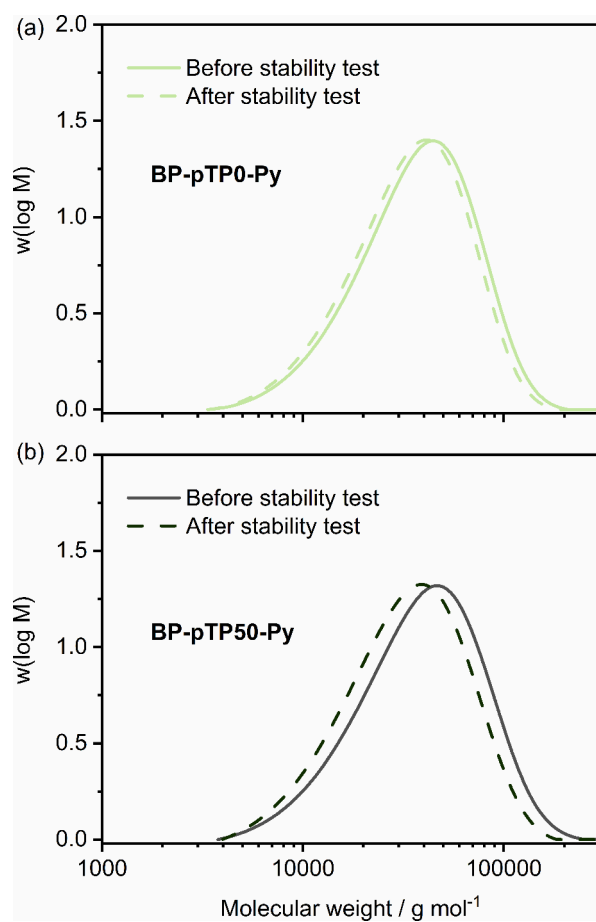 (a)
2.0
1.5
1.0
0.5
0.0
w(log M)
Before stability test
After stability test
BP-pTP0-Py
(b)
2.0
1.5
1.0
0.5
0.0
w(log M)
Before stability test
After stability test
BP-pTP50-Py
1000 10000 100000
Molecular weight / g mol⁻¹